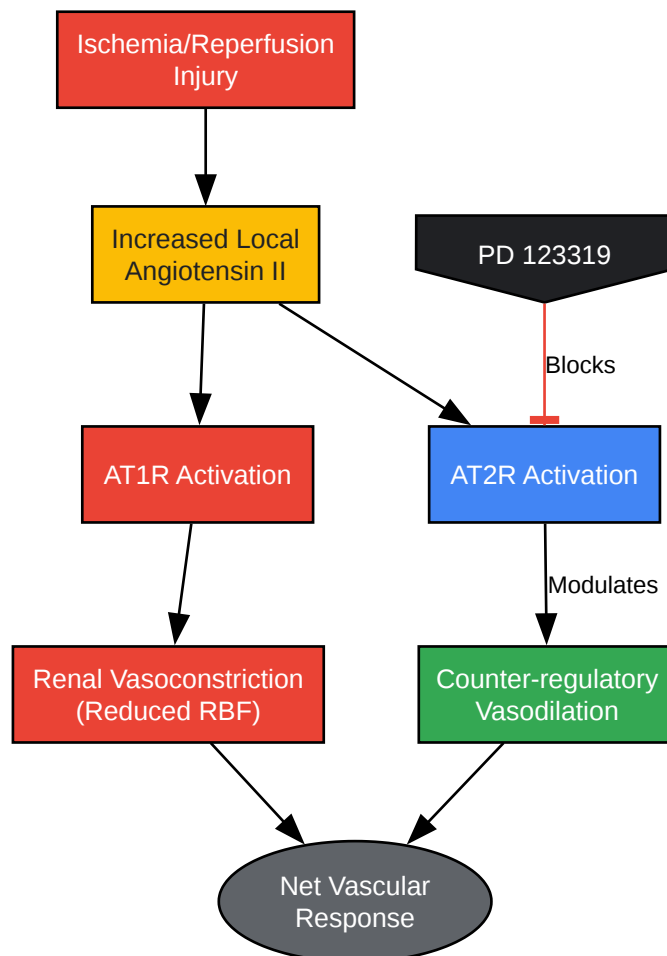 Ischemia/Reperfusion
Injury
Increased Local
Angiotensin II
PD 123319
Blocks
AT1R Activation
AT2R Activation
Modulates
Renal Vasoconstriction
(Reduced RBF)
Counter-regulatory
Vasodilation
Net Vascular
Response